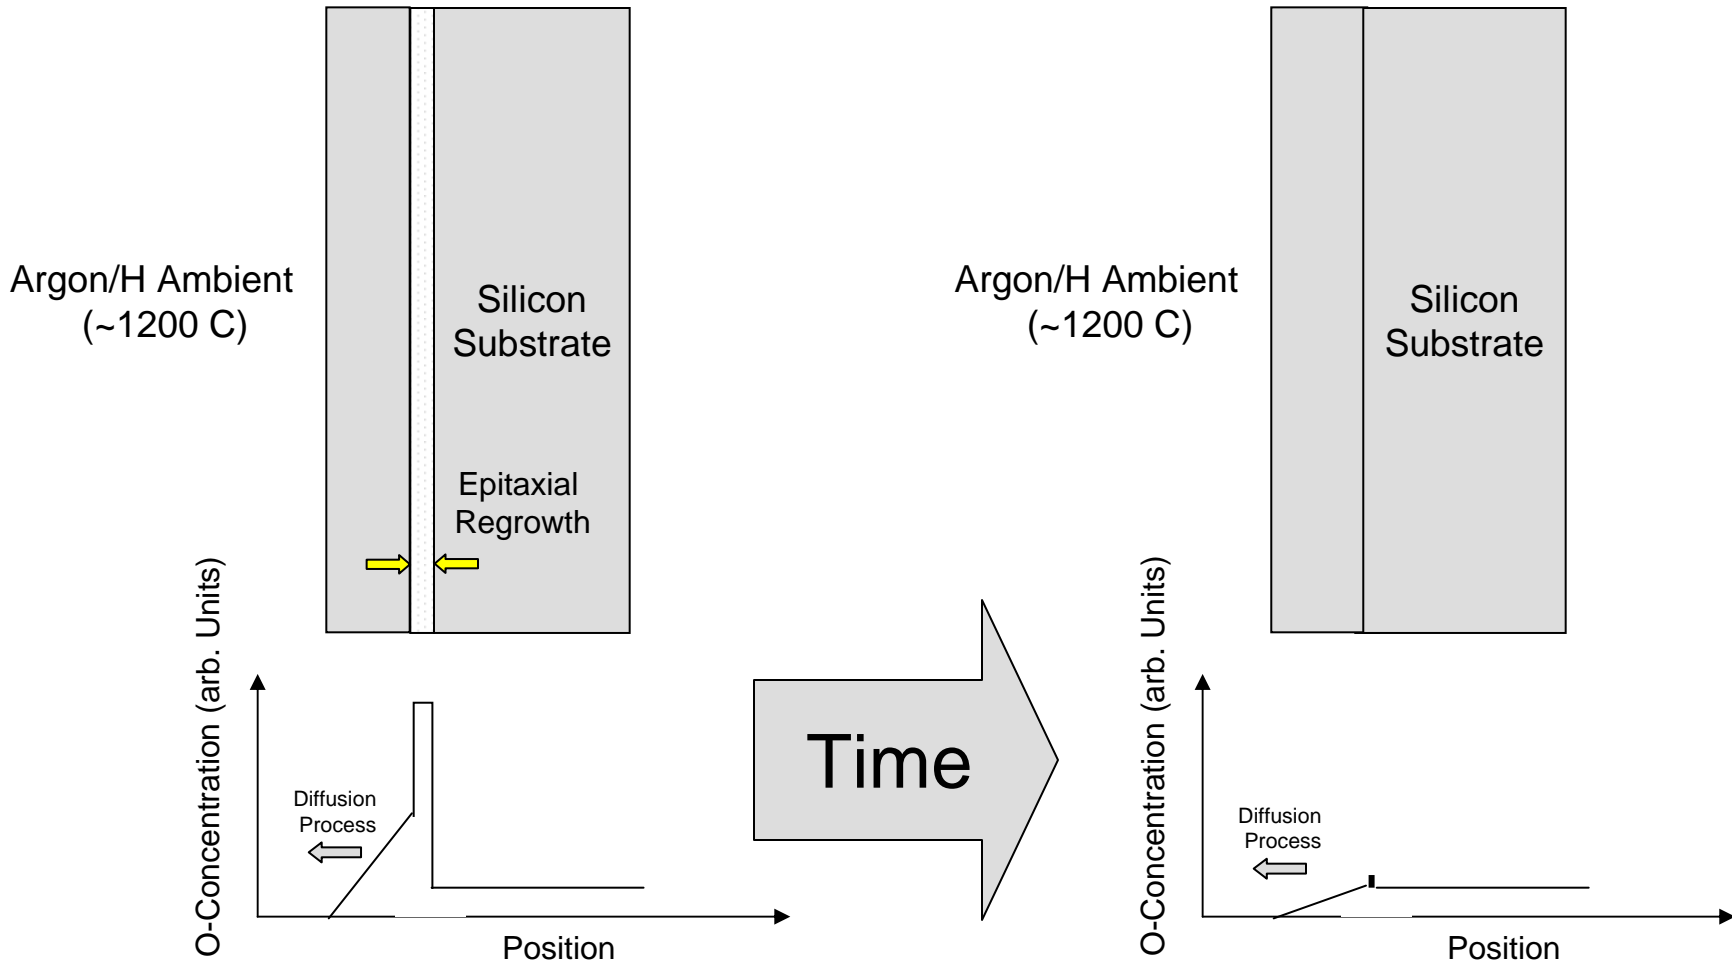 Argon/H Ambient
(~1200 C)
Silicon
Substrate
Epitaxial
Regrowth
O-Concentration (arb. Units)
Diffusion
Process
Position
Time
Argon/H Ambient
(~1200 C)
Silicon
Substrate
O-Concentration (arb. Units)
Diffusion
Process
Position